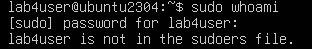 lab4user@ubuntu2304:~$ sudo whoami
[sudo] password for lab4user:
lab4user is not in the sudoers file.